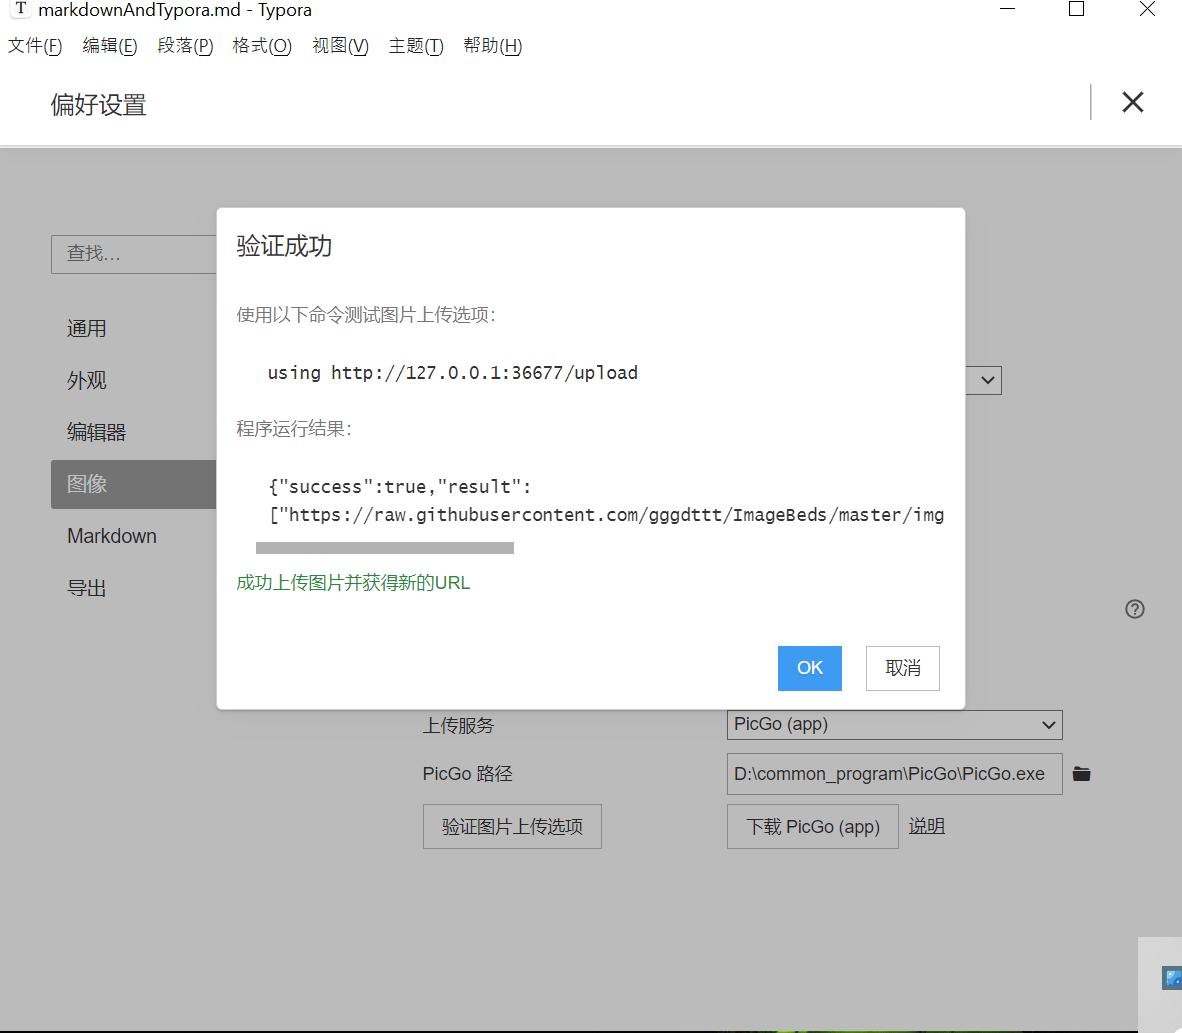 T markdownAndTypora.md - Typora
文件(F) 编辑(E) 段落(P) 格式(O) 视图(V) 主题(T) 帮助(H)
偏好设置
查找...
通用
外观
编辑器
图像
Markdown
导出
验证成功
使用以下命令测试图片上传选项：
using http://127.0.0.1:36677/upload
程序运行结果：
{"success":true,"result":
["https://raw.githubusercontent.com/gggdttt/ImageBeds/master/img
成功上传图片并获得新的URL
OK 取消
上传服务 PicGo (app)
PicGo 路径 D:\common_program\PicGo\PicGo.exe
验证图片上传选项 下载 PicGo (app) 说明